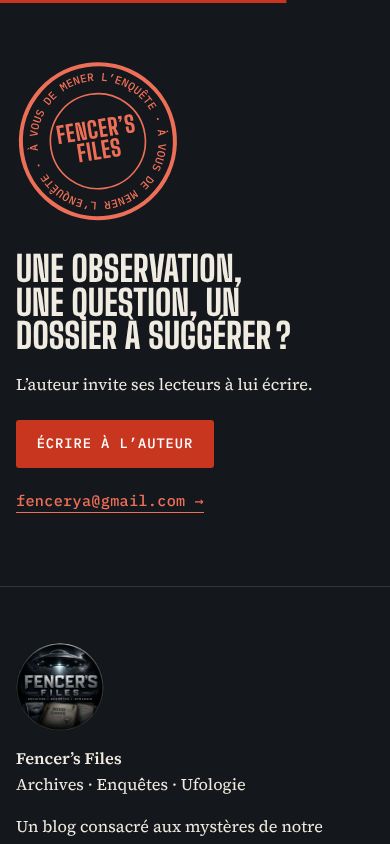 À VOUS DE MENER L’ENQUÊTE · À VOUS DE MENER L’ENQUÊTE ·
FENCER’S
FILES
UNE OBSERVATION,
UNE QUESTION, UN
DOSSIER À SUGGÉRER ?
L’auteur invite ses lecteurs à lui écrire.
ÉCRIRE À L’AUTEUR
fencerya@gmail.com →
FENCER’S
FILES
Fencer’s Files
Archives · Enquêtes · Ufologie
Un blog consacré aux mystères de notre